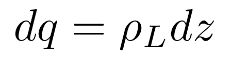 dq = ρ_L dz